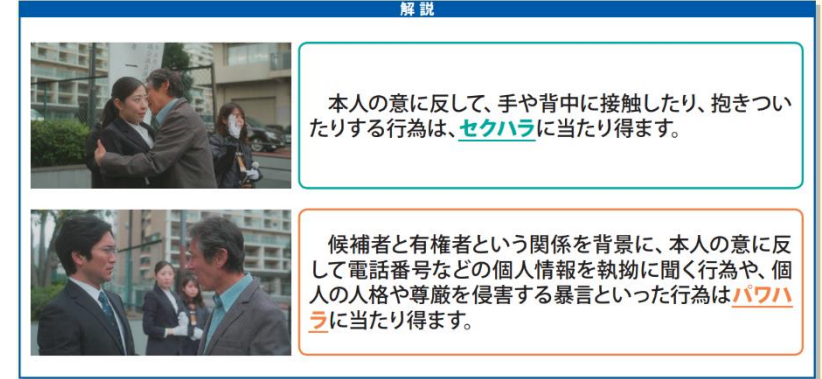 解説
本人の意に反して、手や背中に接触したり、抱きつい
たりする行為は、セクハラに当たり得ます。
候補者と有権者という関係を背景に、本人の意に反
して電話番号などの個人情報を執拗に聞く行為や、個
人の人格や尊厳を侵害する暴言といった行為はパワハ
ラに当たり得ます。